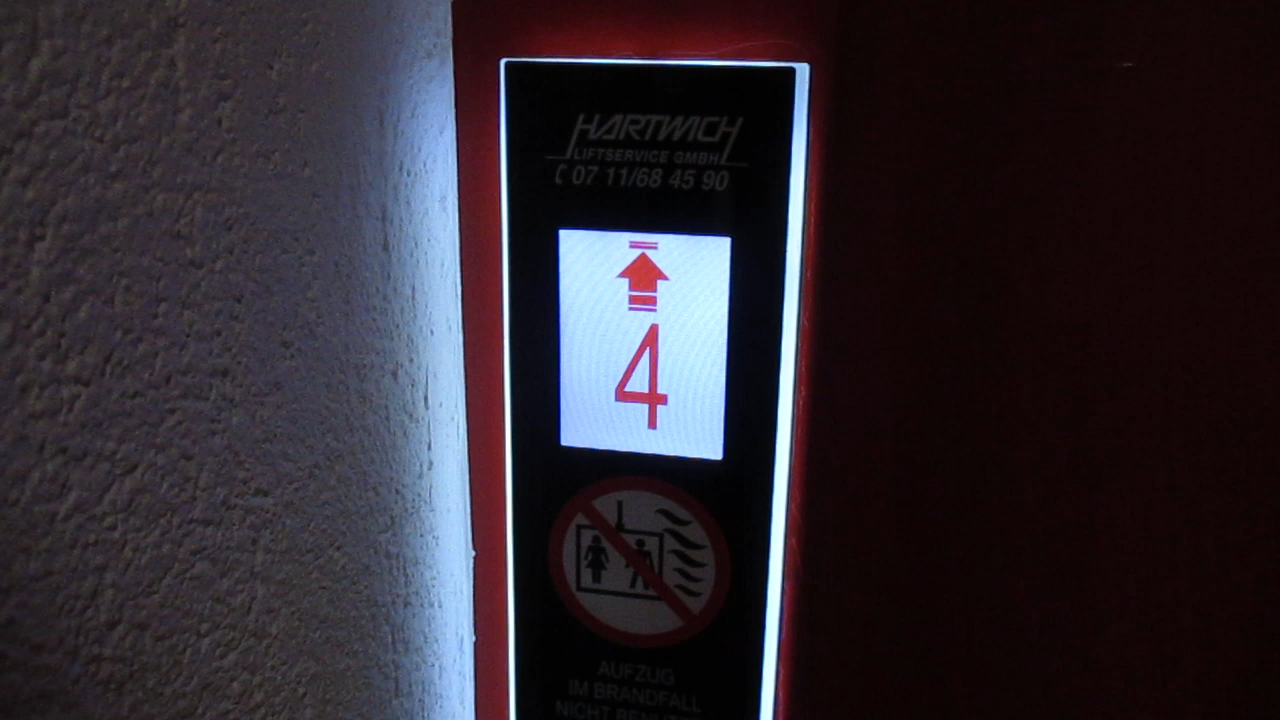 HARTWICH
LIFTSERVICE GMBH
07 11/68 45 90
4
AUFZUG
IM BRANDFALL
NICHT